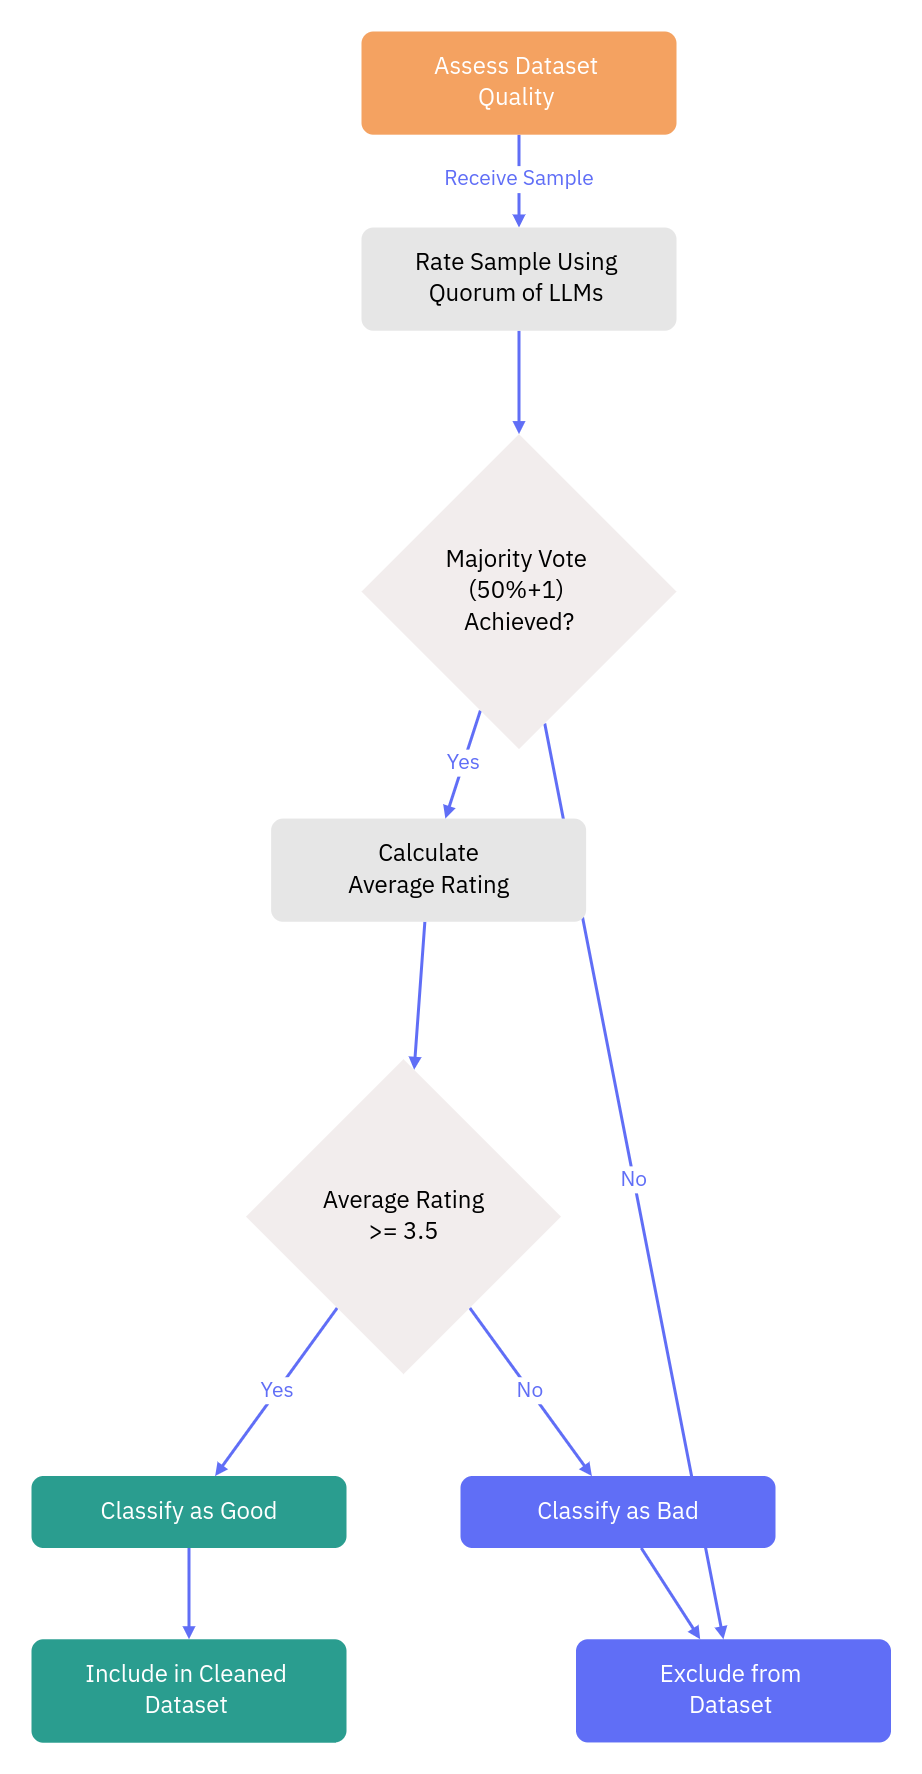 Assess Dataset
Quality
Receive Sample
Rate Sample Using
Quorum of LLMs
Majority Vote
(50%+1)
Achieved?
Yes
Calculate
Average Rating
No
Average Rating
>= 3.5
Yes
No
Classify as Good
Classify as Bad
Include in Cleaned
Dataset
Exclude from
Dataset